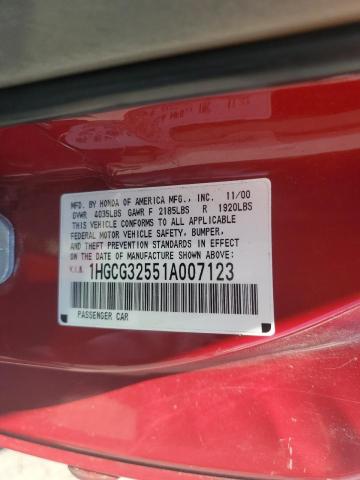 MFD. BY HONDA OF AMERICA MFG., INC. 11/00
GVWR 4035LBS GAWR F 2185LBS R 1920LBS
THIS VEHICLE CONFORMS TO ALL APPLICABLE
FEDERAL MOTOR VEHICLE SAFETY, BUMPER,
AND THEFT PREVENTION STANDARDS IN EFFECT
ON THE DATE OF MANUFACTURE SHOWN ABOVE.
V.I.N. 1HGCG32551A007123
PASSENGER CAR